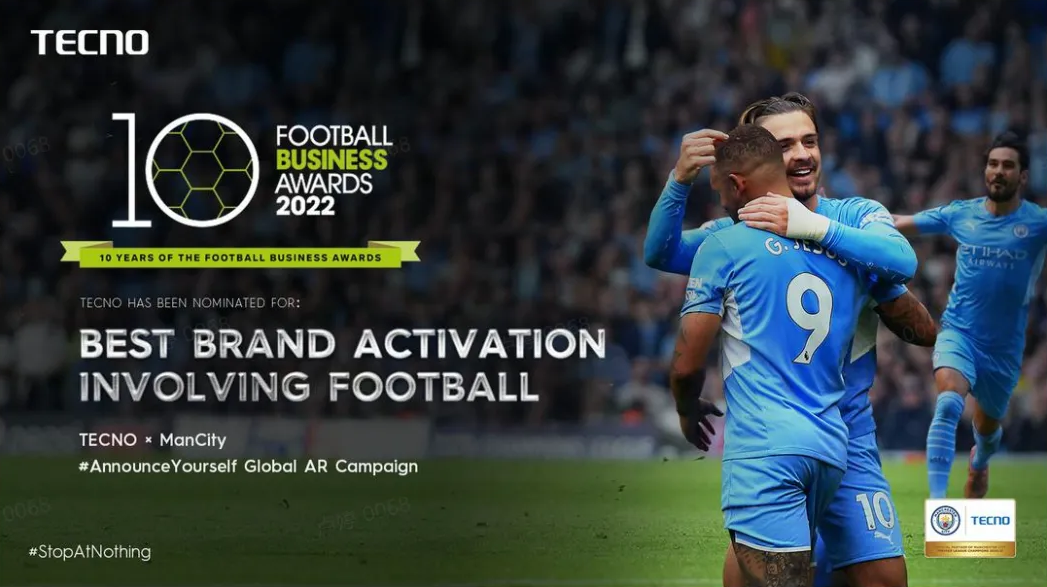 TECNO
10
FOOTBALL
BUSINESS
AWARDS
2022
10 YEARS OF THE FOOTBALL BUSINESS AWARDS
TECNO HAS BEEN NOMINATED FOR:
BEST BRAND ACTIVATION
INVOLVING FOOTBALL
TECNO × ManCity
#AnnounceYourself Global AR Campaign
#StopAtNothing
9
10
ETIHAD
AIRWAYS
TECNO